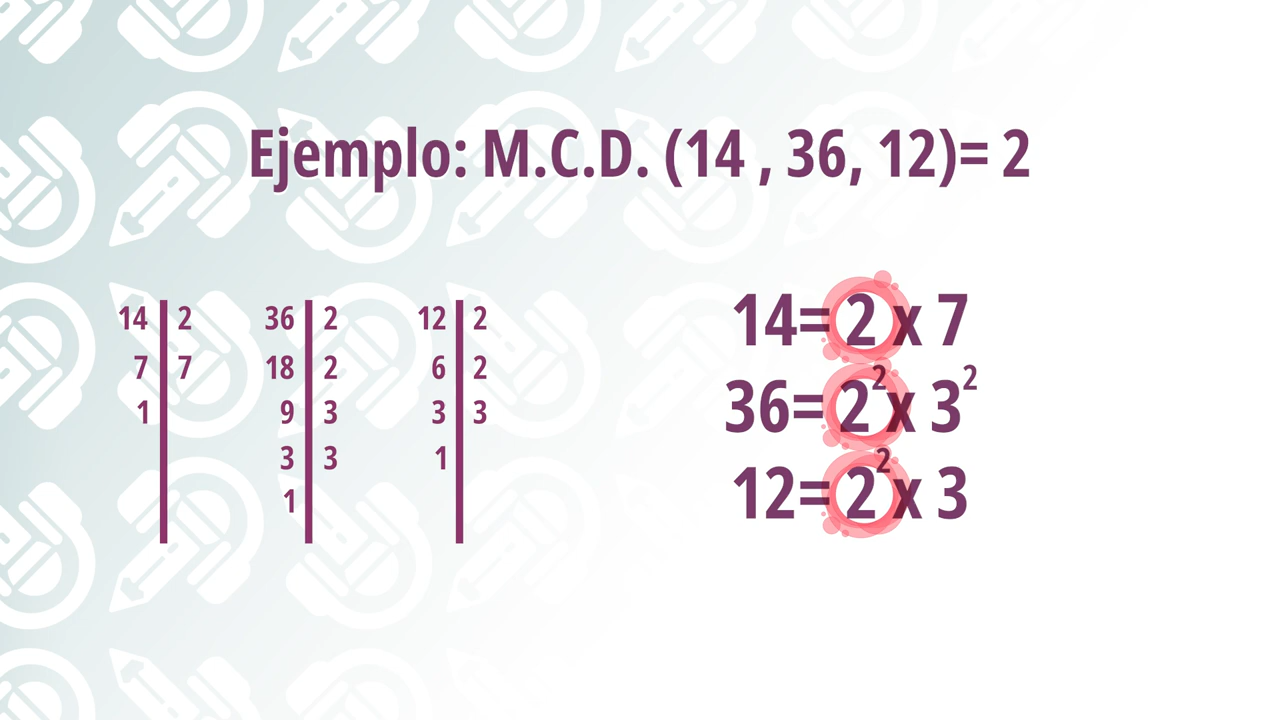 Ejemplo: M.C.D. (14 , 36, 12)= 2
14 | 2
7 | 7
1 |
36 | 2
18 | 2
9 | 3
3 | 3
1 |
12 | 2
6 | 2
3 | 3
1 |
14= 2 x 7
36= 2² x 3²
12= 2² x 3